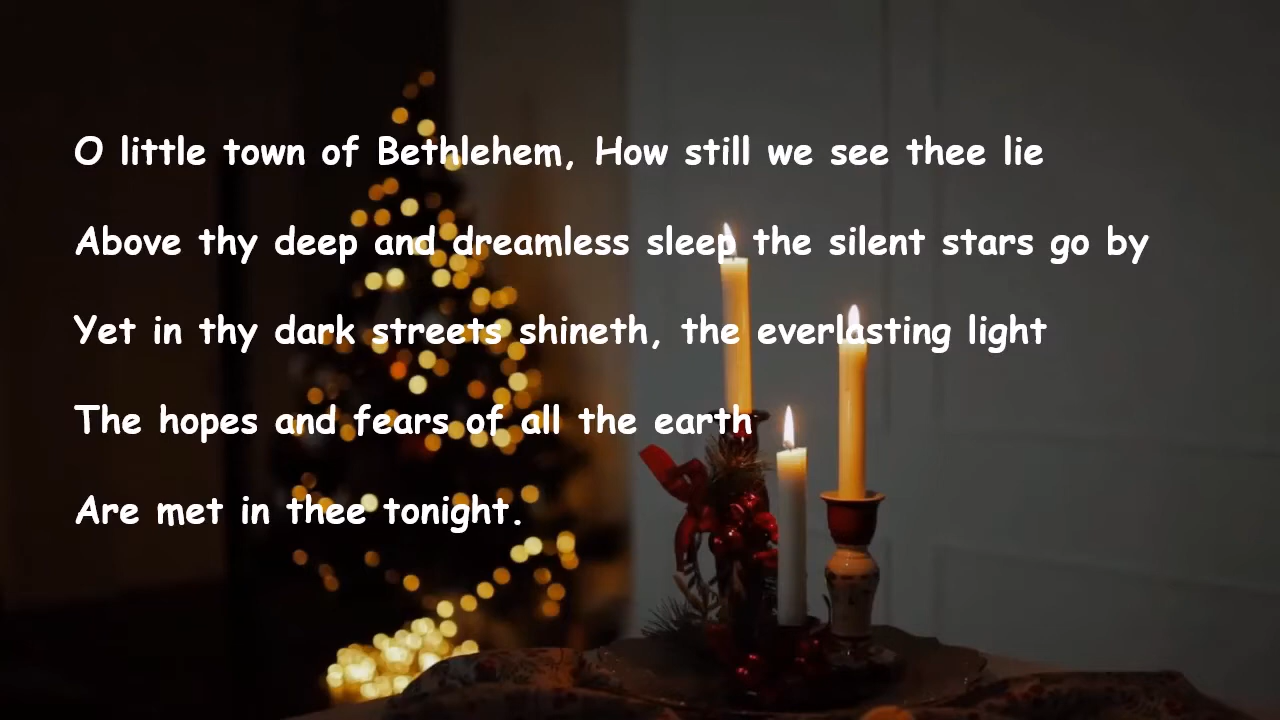 O little town of Bethlehem, How still we see thee lie
Above thy deep and dreamless sleep the silent stars go by
Yet in thy dark streets shineth, the everlasting light
The hopes and fears of all the earth
Are met in thee tonight.